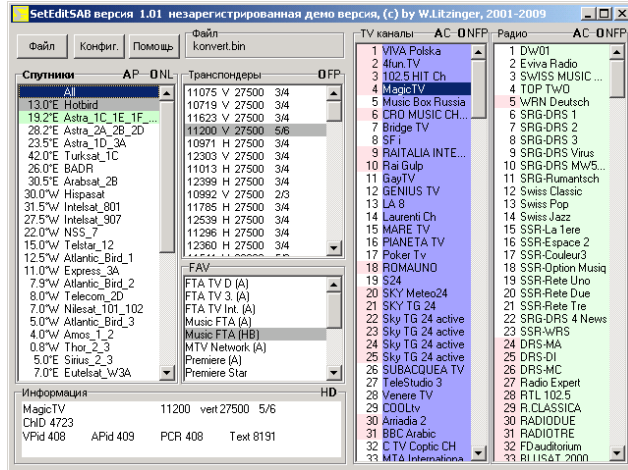 SetEditSAB версия 1.01 незарегистрированная демо версия, (c) by W.Litzinger, 2001-2009
Файл Конфиг. Помощь
Файл
konvert.bin
Спутники AP ONL
All
13.0°E Hotbird
19.2°E Astra_1C_1E_1F_...
28.2°E Astra_2A_2B_2D
23.5°E Astra_1D_3A
42.0°E Turksat_1C
26.0°E BADR
30.5°E Arabsat_2B
30.0°W Hispasat
31.5°W Intelsat_801
27.5°W Intelsat_907
22.0°W NSS_7
15.0°W Telstar_12
12.5°W Atlantic_Bird_1
11.0°W Express_3A
7.9°W Atlantic_Bird_2
8.0°W Telecom_2D
7.0°W Nilesat_101_102
5.0°W Atlantic_Bird_3
4.0°W Amos_1_2
0.8°W Thor_2_3
5.0°E Sirius_2_3
7.0°E Eutelsat_W3A
Транспондеры OFP
11075 V 27500 3/4
10719 V 27500 3/4
11623 V 27500 3/4
11200 V 27500 5/6
10971 H 27500 3/4
12303 V 27500 3/4
11013 H 27500 3/4
12399 H 27500 3/4
10992 V 27500 2/3
11785 H 27500 3/4
12539 H 27500 3/4
11296 H 27500 3/4
12360 H 27500 3/4
FAV
FTA TV D (A)
FTA TV 3. (A)
FTA TV Int. (A)
Music FTA (A)
Music FTA (HB)
MTV Network (A)
Premiere (A)
Premiere Star
Информация HD
MagicTV 11200 vert 27500 5/6
ChID 4723
VPid 408 APid 409 PCR 408 Text 8191
TV каналы AC ONFP
1 VIVA Polska
2 4fun.TV
3 102.5 HIT Ch
4 MagicTV
5 Music Box Russia
6 CRO MUSIC CH...
7 Bridge TV
8 SF i
9 RAITALIA INTE...
10 Rai Gulp
11 GayTV
12 GENIUS TV
13 LA 8
14 Laurenti Ch
15 MARE TV
16 PIANETA TV
17 Poker Tv
18 ROMAUNO
19 S24
20 SKY Meteo24
21 SKY TG 24
22 Sky TG 24 active
23 Sky TG 24 active
24 Sky TG 24 active
25 Sky TG 24 active
26 SUBACQUEA TV
27 TeleStudio 3
28 Venere TV
29 COOLtv
30 Arriadia 2
31 BBC Arabic
32 C TV Coptic CH
33 MTA Internationa
Радио AC ONFP
1 DW01
2 Eviva Radio
3 SWISS MUSIC ...
4 TOP TWO
5 WRN Deutsch
6 SRG-DRS 1
7 SRG-DRS 2
8 SRG-DRS 3
9 SRG-DRS Virus
10 SRG-DRS MW5...
11 SRG-Rumantsch
12 Swiss Classic
13 Swiss Pop
14 Swiss Jazz
15 SSR-La 1ere
16 SSR-Espace 2
17 SSR-Couleur3
18 SSR-Option Musiq
19 SSR-Rete Uno
20 SSR-Rete Due
21 SSR-Rete Tre
22 SRG-DRS 4 News
23 SSR-WRS
24 DRS-MA
25 DRS-DI
26 DRS-MC
27 Radio Expert
28 RTL 102.5
29 R.CLASSICA
30 RADIODUE
31 RADIOTRE
32 FDauditorium
33 BLUSAT 2000